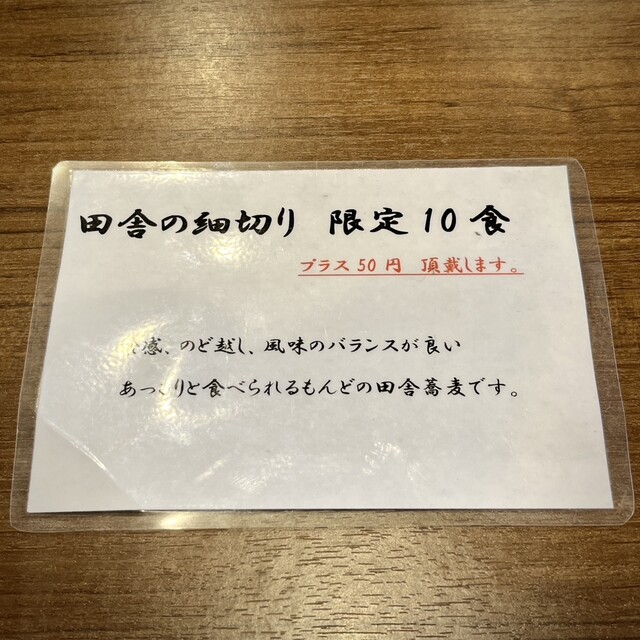 田舎の細切り 限定10食
プラス50円 頂載します。
感、のど越し、風味のバランスが良い
あっさりと食べられるもんどの田舎蕎麦です。